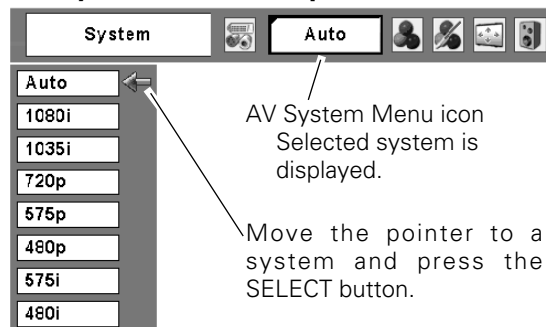 System
Auto
Auto
1080i
1035i
720p
575p
480p
575i
480i
AV System Menu icon
Selected system is
displayed.
Move the pointer to a
system and press the
SELECT button.